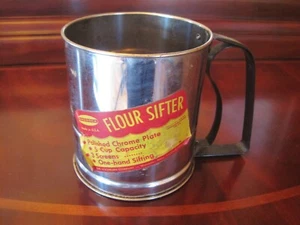 FLOUR SIFTER
Polished Chrome Plate
5-Cup Capacity
3 Screens
One-hand Sifting